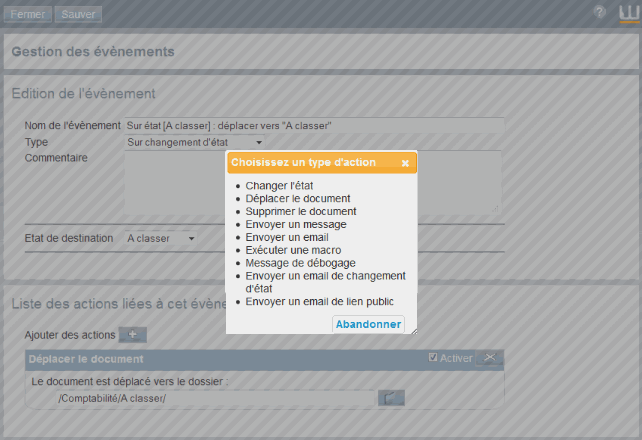 Fermer Sauver
?
Gestion des évènements
Edition de l'évènement
Nom de l'évènement Sur état [A classer] : déplacer vers "A classer"
Type Sur changement d'état
Commentaire
Choisissez un type d'action
Changer l'état
Déplacer le document
Supprimer le document
Envoyer un message
Envoyer un email
Exécuter une macro
Message de débogage
Envoyer un email de changement
d'état
Envoyer un email de lien public
Abandonner
Etat de destination A classer
Liste des actions liées à cet évène
Ajouter des actions
Déplacer le document Activer
Le document est déplacé vers le dossier :
/Comptabilité/A classer/